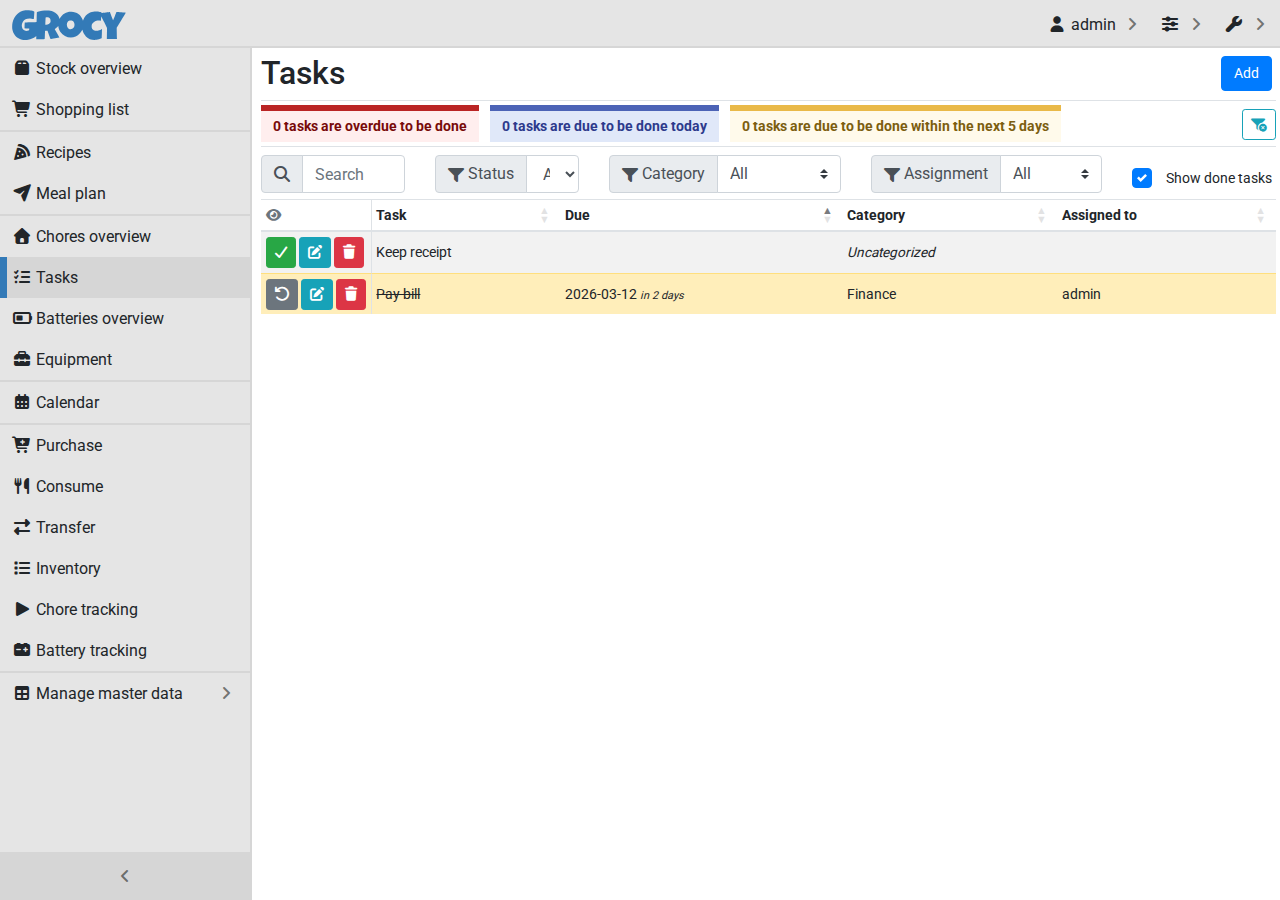 GROCY
admin
Stock overview
Shopping list
Recipes
Meal plan
Chores overview
Tasks
Batteries overview
Equipment
Calendar
Purchase
Consume
Transfer
Inventory
Chore tracking
Battery tracking
Manage master data
Tasks
Add
0 tasks are overdue to be done
0 tasks are due to be done today
0 tasks are due to be done within the next 5 days
Search
Status
Category All
Assignment All
Show done tasks
Task Due Category Assigned to
Keep receipt Uncategorized
Pay bill 2026-03-12 in 2 days Finance admin